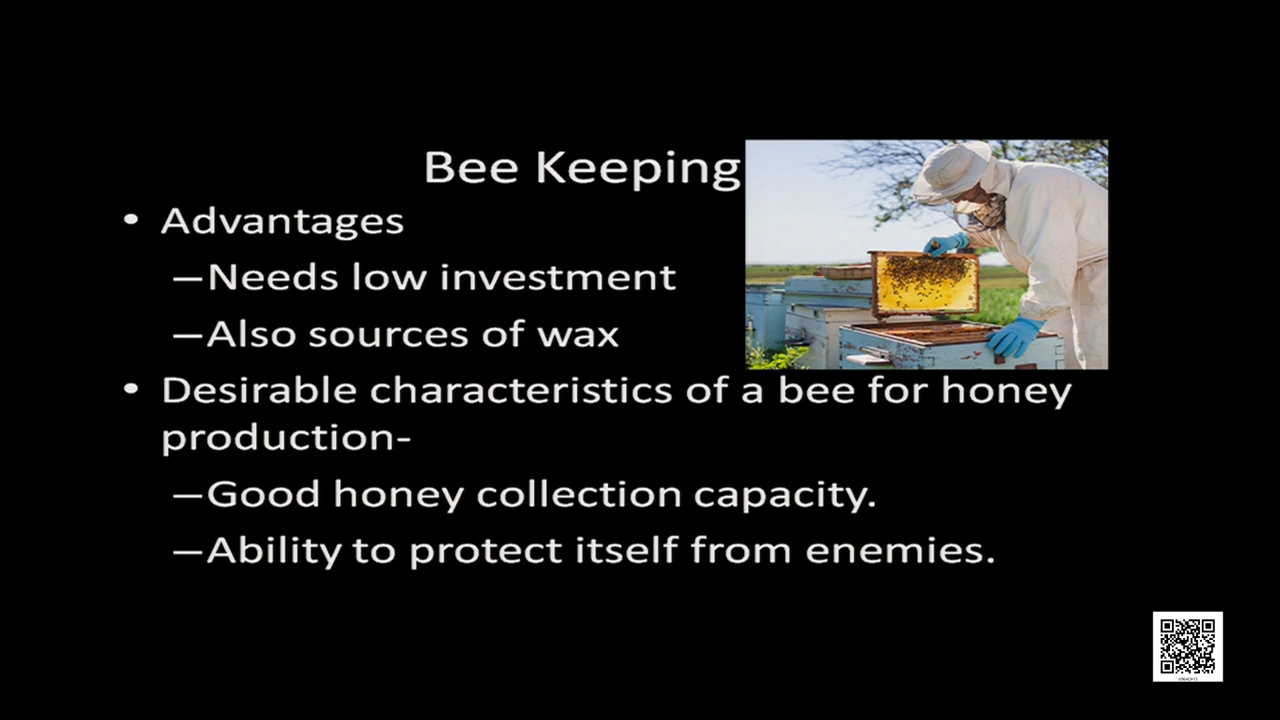 Bee Keeping
• Advantages
–Needs low investment
–Also sources of wax
• Desirable characteristics of a bee for honey
production-
–Good honey collection capacity.
–Ability to protect itself from enemies.